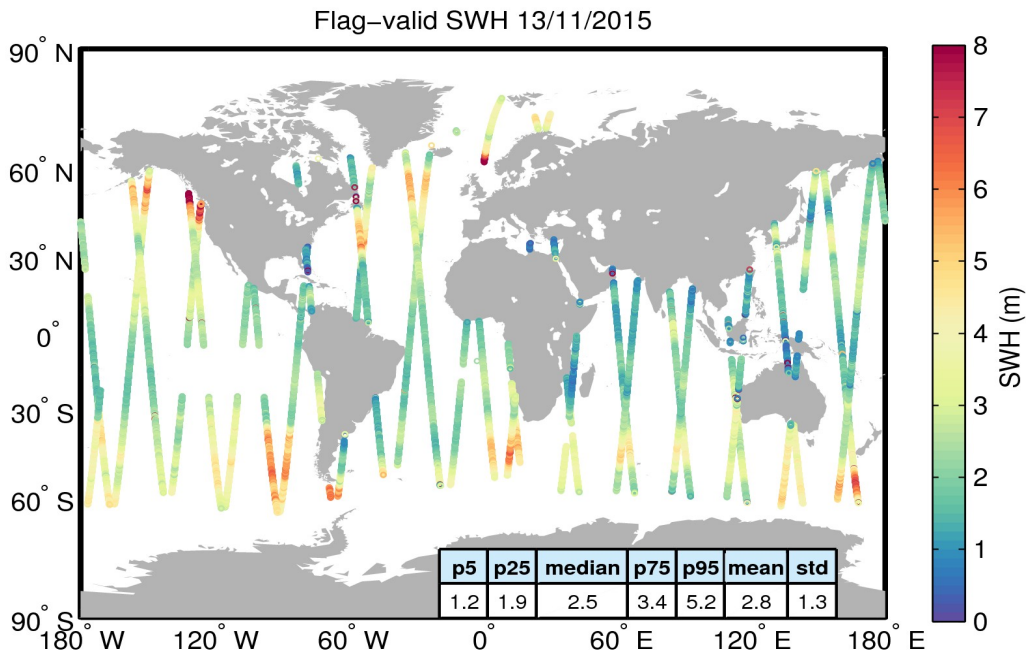 Flag−valid SWH 13/11/2015
90° N
60° N
30° N
0°
30° S
60° S
90° S
180° W
120° W
60° W
0°
60° E
120° E
180° E
p5 p25 median p75 p95 mean std
1.2 1.9 2.5 3.4 5.2 2.8 1.3
8
7
6
5
4
3
2
1
0
SWH (m)